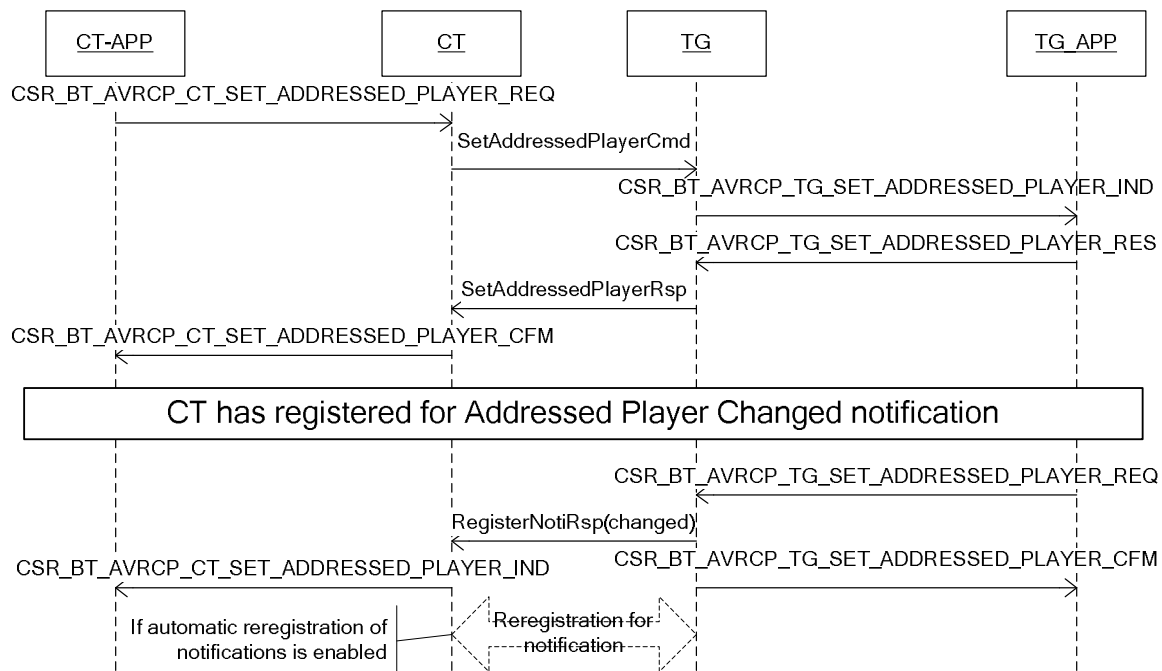 CT-APP CT TG TG_APP
CSR_BT_AVRCP_CT_SET_ADDRESSED_PLAYER_REQ
SetAddressedPlayerCmd
CSR_BT_AVRCP_TG_SET_ADDRESSED_PLAYER_IND
CSR_BT_AVRCP_TG_SET_ADDRESSED_PLAYER_RES
SetAddressedPlayerRsp
CSR_BT_AVRCP_CT_SET_ADDRESSED_PLAYER_CFM
CT has registered for Addressed Player Changed notification
CSR_BT_AVRCP_TG_SET_ADDRESSED_PLAYER_REQ
RegisterNotiRsp(changed)
CSR_BT_AVRCP_TG_SET_ADDRESSED_PLAYER_CFM
CSR_BT_AVRCP_CT_SET_ADDRESSED_PLAYER_IND
If automatic reregistration of
notifications is enabled
Reregistration for
notification